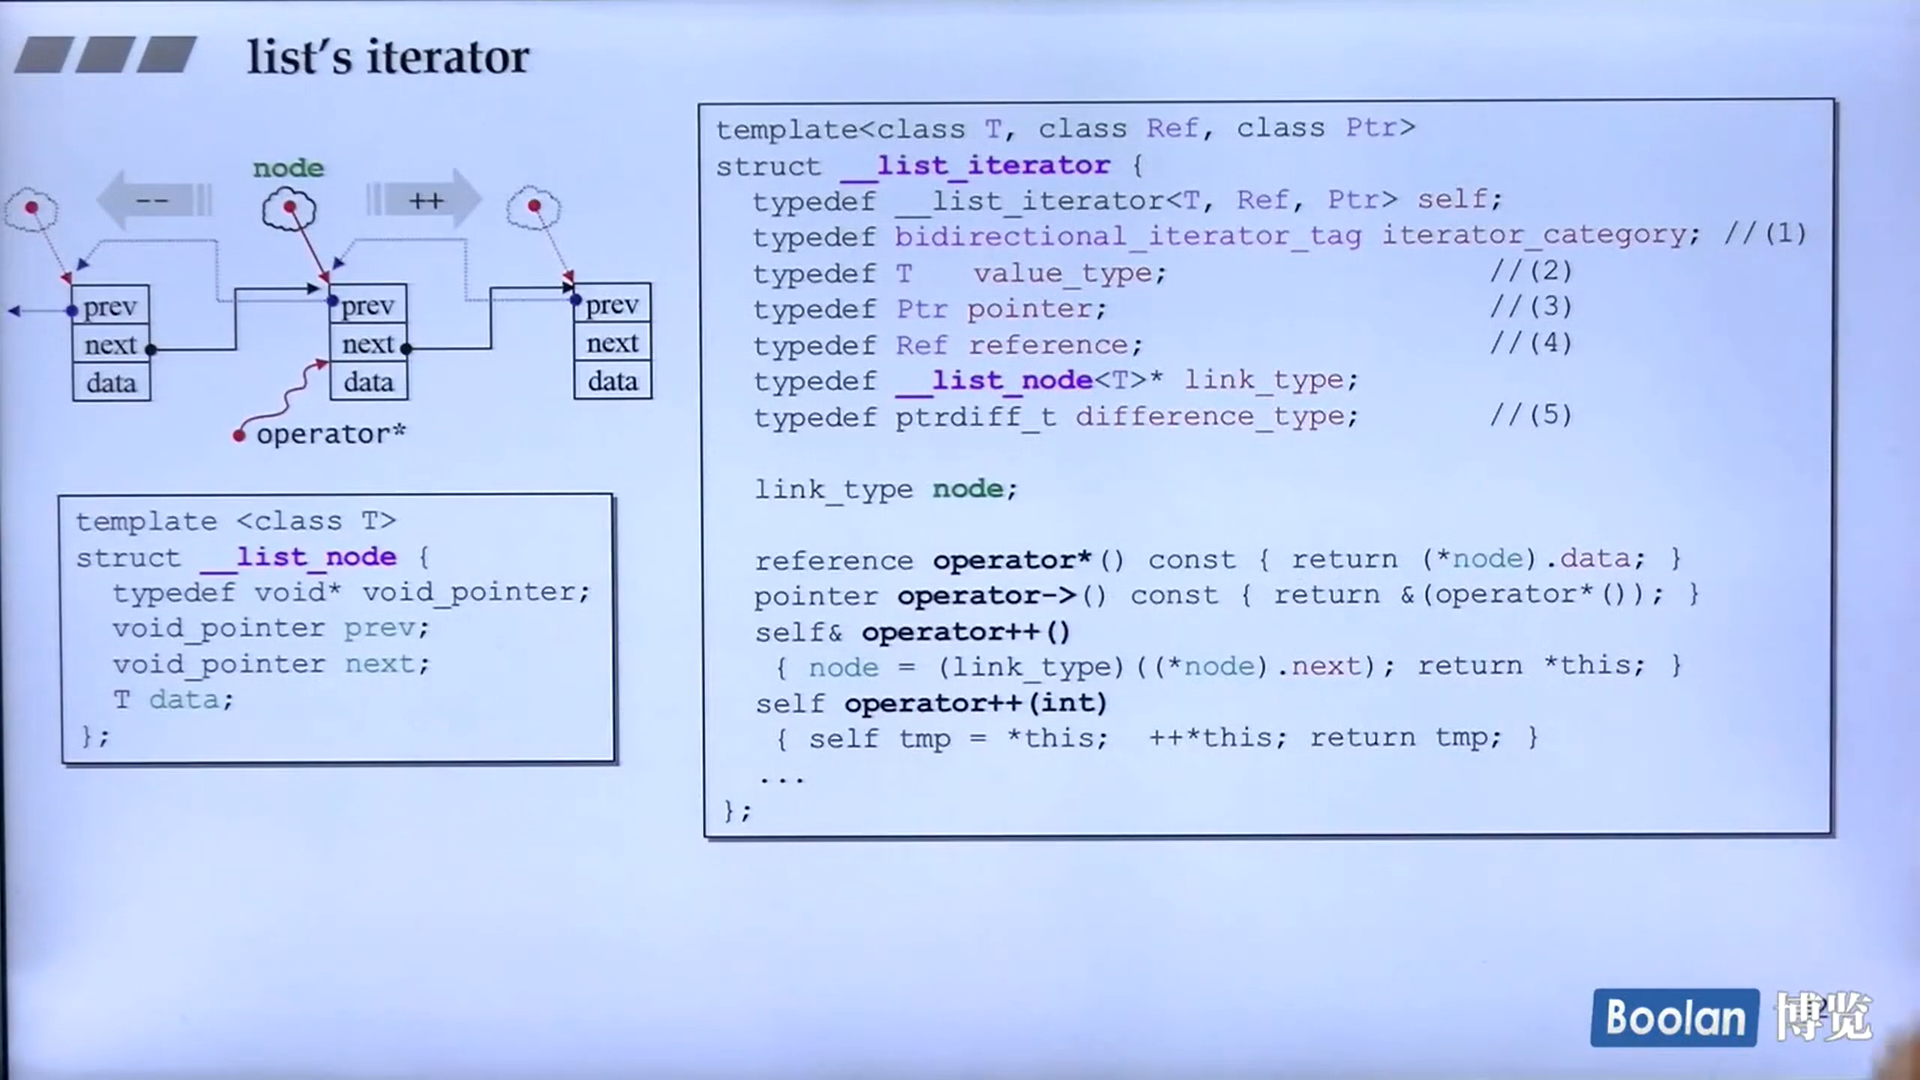 list's iterator
node
-- ++
prev prev prev
next next next
data data data
operator*
template <class T>
struct __list_node {
typedef void* void_pointer;
void_pointer prev;
void_pointer next;
T data;
};
template<class T, class Ref, class Ptr>
struct __list_iterator {
typedef __list_iterator<T, Ref, Ptr> self;
typedef bidirectional_iterator_tag iterator_category; //(1)
typedef T value_type; //(2)
typedef Ptr pointer; //(3)
typedef Ref reference; //(4)
typedef __list_node<T>* link_type;
typedef ptrdiff_t difference_type; //(5)
link_type node;
reference operator*() const { return (*node).data; }
pointer operator->() const { return &(operator*()); }
self& operator++()
{ node = (link_type)((*node).next); return *this; }
self operator++(int)
{ self tmp = *this; ++*this; return tmp; }
...
};
Boolan 博览